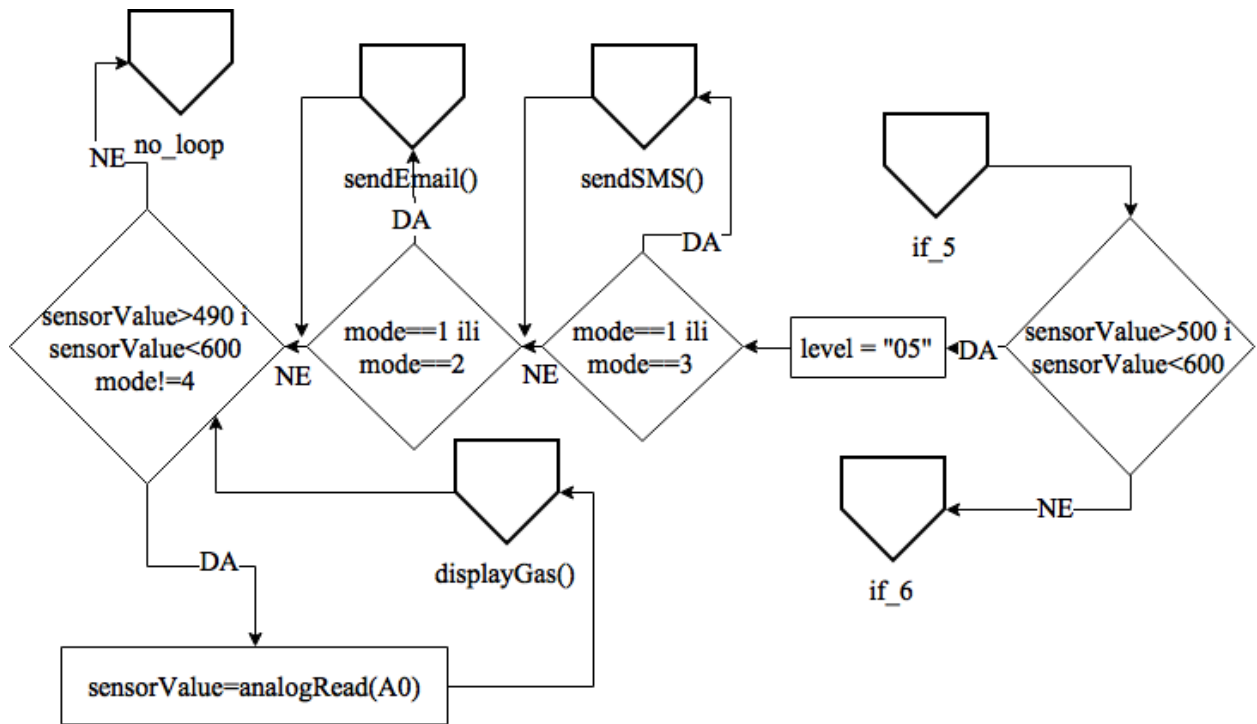 no_loop
NE
sendEmail()
DA
sendSMS()
DA
if_5
sensorValue>490 i
sensorValue<600
mode!=4
NE
mode==1 ili
mode==2
NE
mode==1 ili
mode==3
level = "05"
DA
sensorValue>500 i
sensorValue<600
NE
if_6
displayGas()
DA
sensorValue=analogRead(A0)